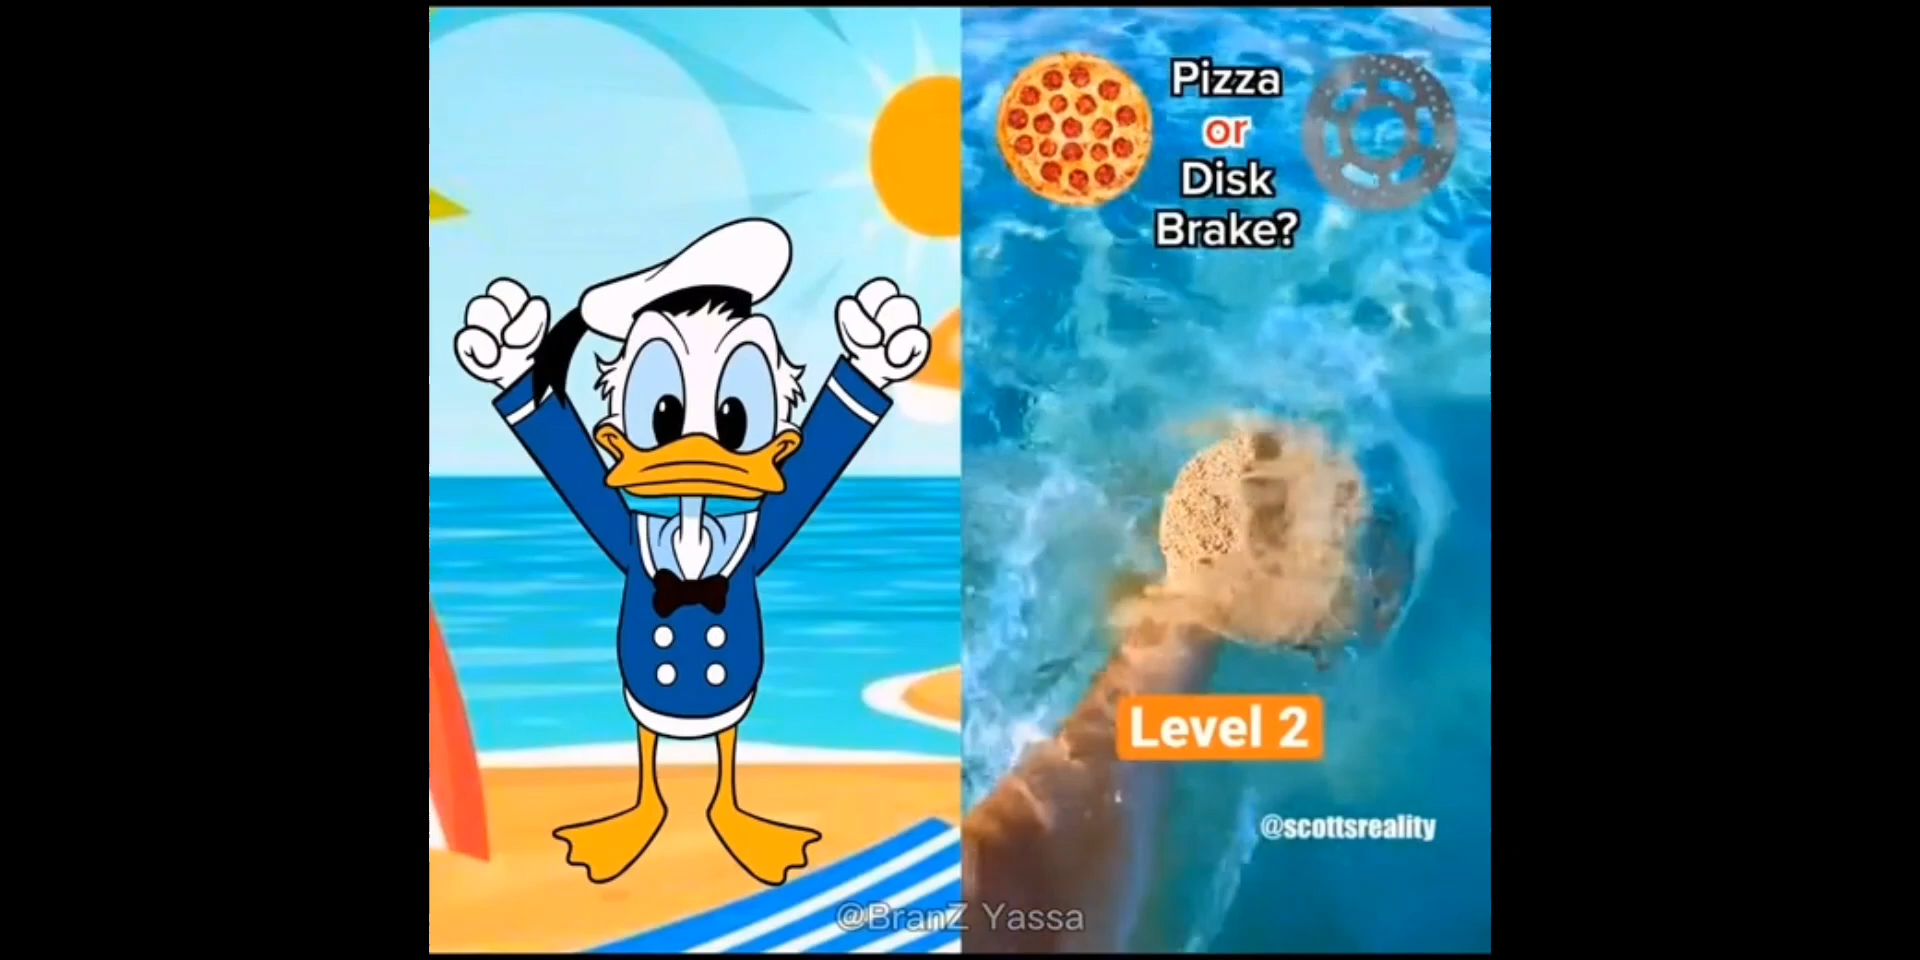 Pizza
or
Disk
Brake?
Level 2
@scottsreality
@BranZ Yassa